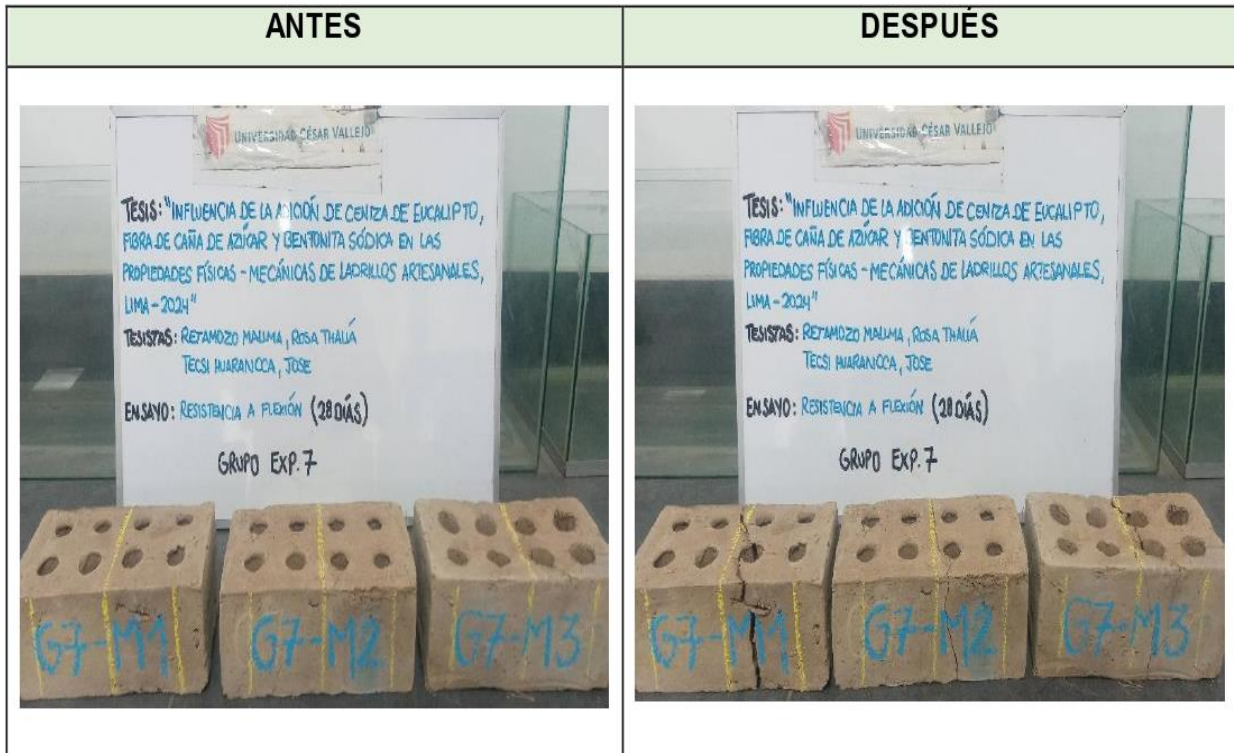 ANTES
DESPUÉS
UNIVERSIDAD CÉSAR VALLEJO
TESIS: "INFLUENCIA DE LA ADICIÓN DE CENIZA DE EUCALIPTO,
FIBRA DE CAÑA DE AZÚCAR Y BENTONITA SÓDICA EN LAS
PROPIEDADES FÍSICAS - MECÁNICAS DE LADRILLOS ARTESANALES,
LIMA - 2024"
TESISTAS: RETAMOZO MALMA, ROSA THALIÁ
TECSI HUARANCCA, JOSE
ENSAYO: RESISTENCIA A FLEXIÓN (28 DÍAS)
GRUPO EXP. 7
G7-M1
G7-M2
G7-M3
UNIVERSIDAD CÉSAR VALLEJO
TESIS: "INFLUENCIA DE LA ADICIÓN DE CENIZA DE EUCALIPTO,
FIBRA DE CAÑA DE AZÚCAR Y BENTONITA SÓDICA EN LAS
PROPIEDADES FÍSICAS - MECÁNICAS DE LADRILLOS ARTESANALES,
LIMA - 2024"
TESISTAS: RETAMOZO MALMA, ROSA THALIÁ
TECSI HUARANCCA, JOSE
ENSAYO: RESISTENCIA A FLEXIÓN (28 DÍAS)
GRUPO EXP. 7
G7-M1
G7-M2
G7-M3